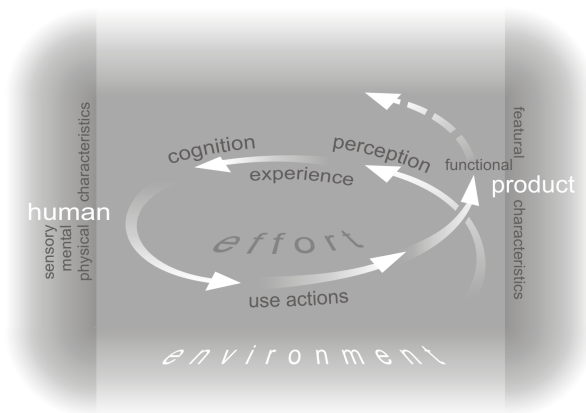 cognition
perception
experience
functional
human
sensory
mental
physical characteristics
featural
product
characteristics
effort
use actions
environment